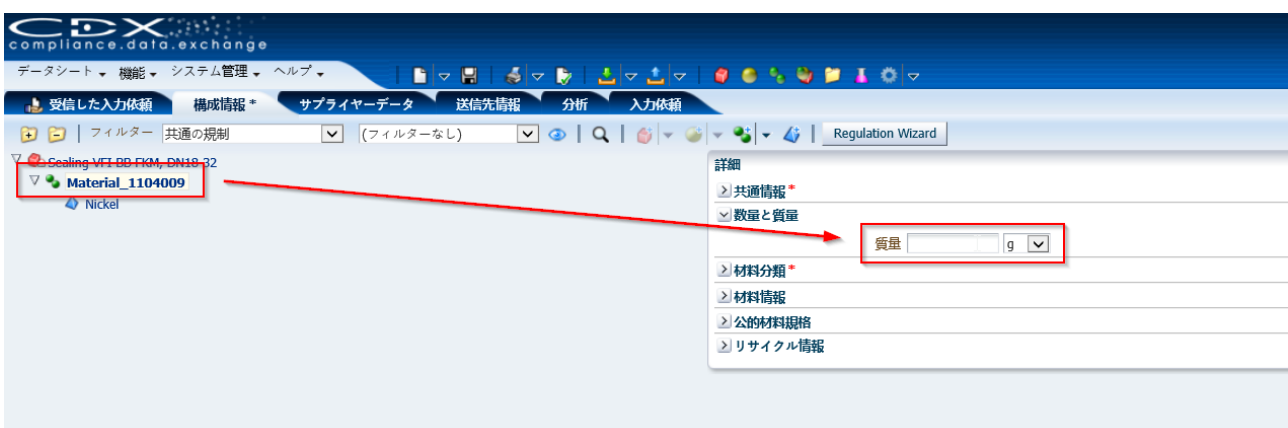 CDX
compliance.data.exchange
データシート 機能 システム管理 ヘルプ
受信した入力依頼 構成情報 * サプライヤーデータ 送信先情報 分析 入力依頼
フィルター 共通の規制 (フィルターなし) Regulation Wizard
Sealing VFI BB FKM, DN18-32
Material_1104009
Nickel
詳細
共通情報 *
数量と質量
質量 g
材料分類 *
材料情報
公的材料規格
リサイクル情報